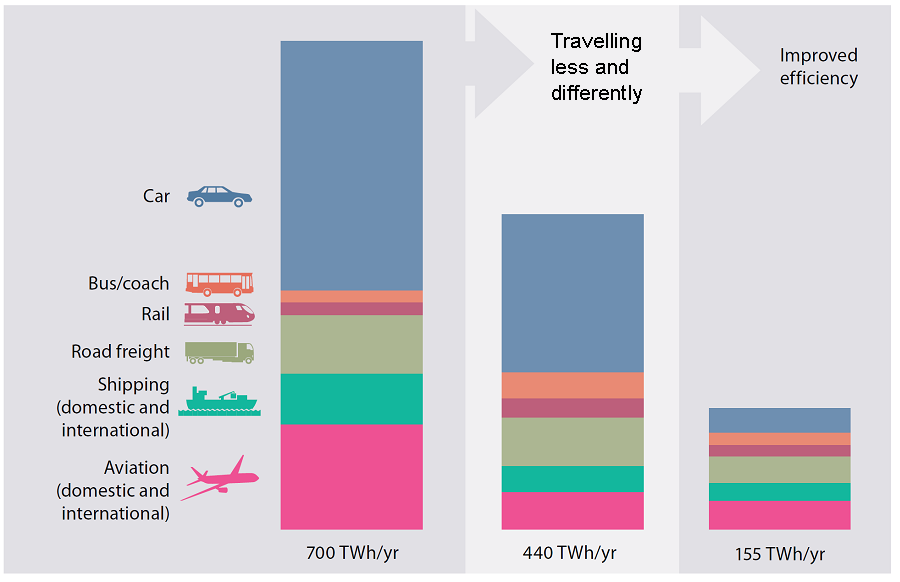 Travelling
less and
differently
Improved
efficiency
Car
Bus/coach
Rail
Road freight
Shipping
(domestic and
international)
Aviation
(domestic and
international)
700 TWh/yr
440 TWh/yr
155 TWh/yr